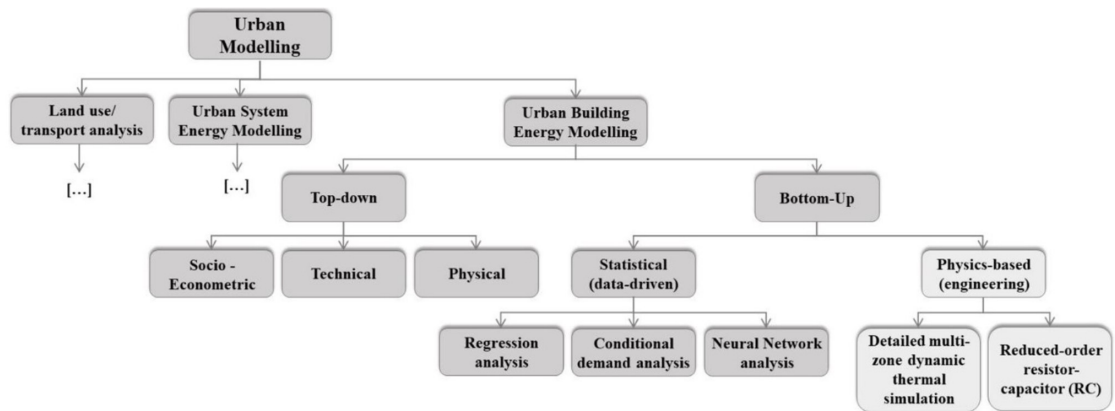 Urban
Modelling
Land use/
transport analysis
Urban System
Energy Modelling
Urban Building
Energy Modelling
[...]
[...]
Top-down
Bottom-Up
Socio -
Econometric
Technical
Physical
Statistical
(data-driven)
Physics-based
(engineering)
Regression
analysis
Conditional
demand analysis
Neural Network
analysis
Detailed multi-
zone dynamic
thermal
simulation
Reduced-order
resistor-
capacitor (RC)